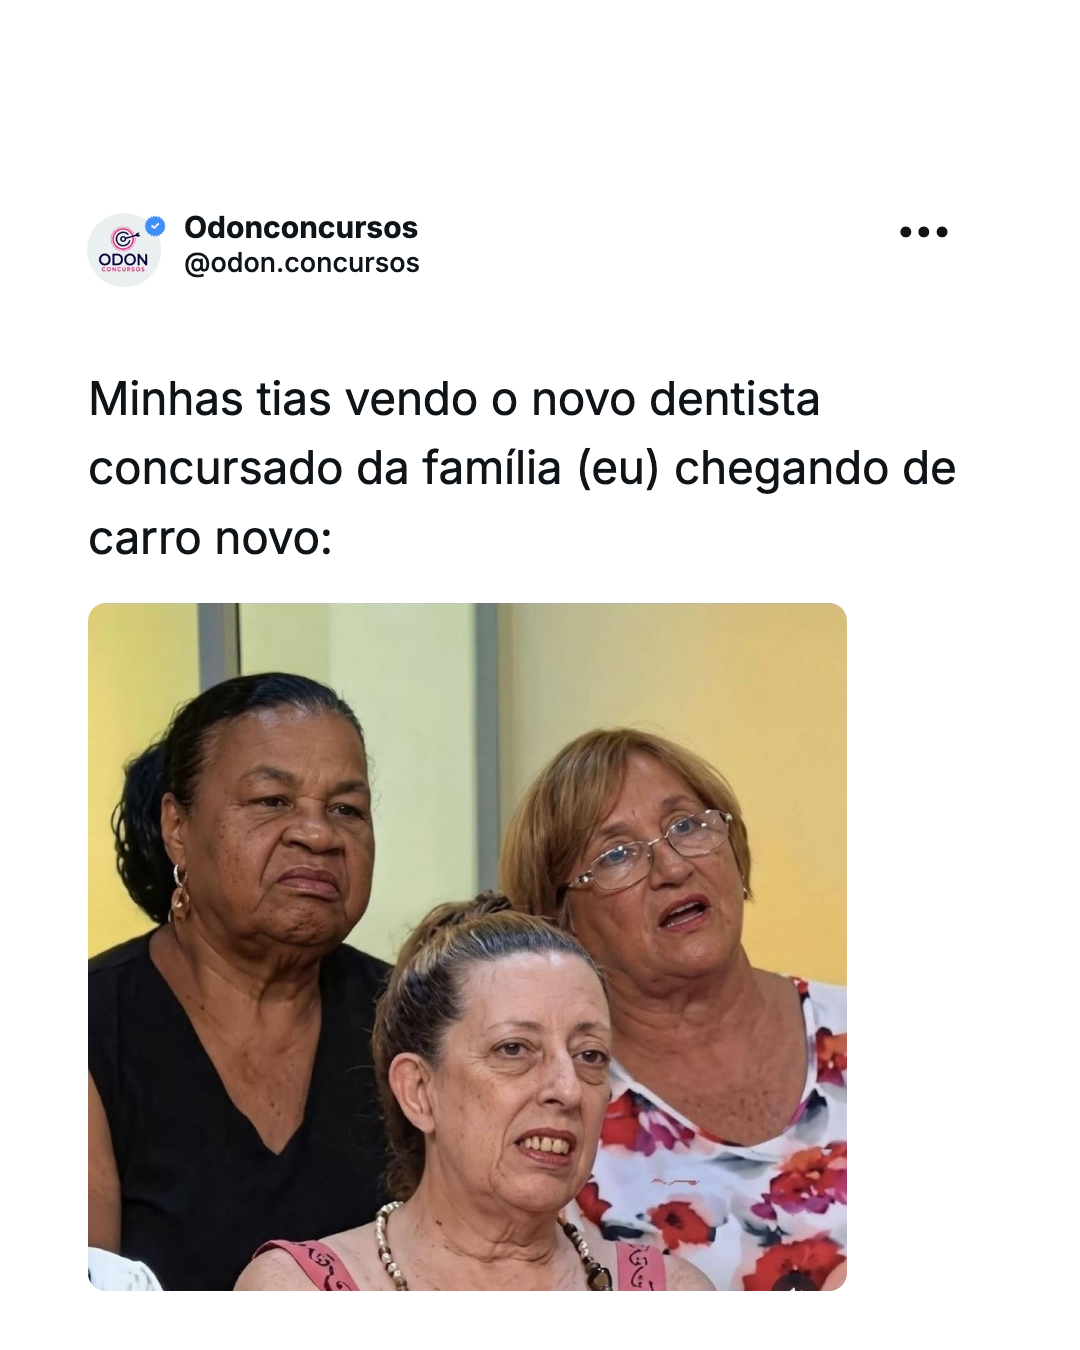 Odonconcursos
@odon.concursos
ODON
CONCURSOS
Minhas tias vendo o novo dentista
concursado da família (eu) chegando de
carro novo: